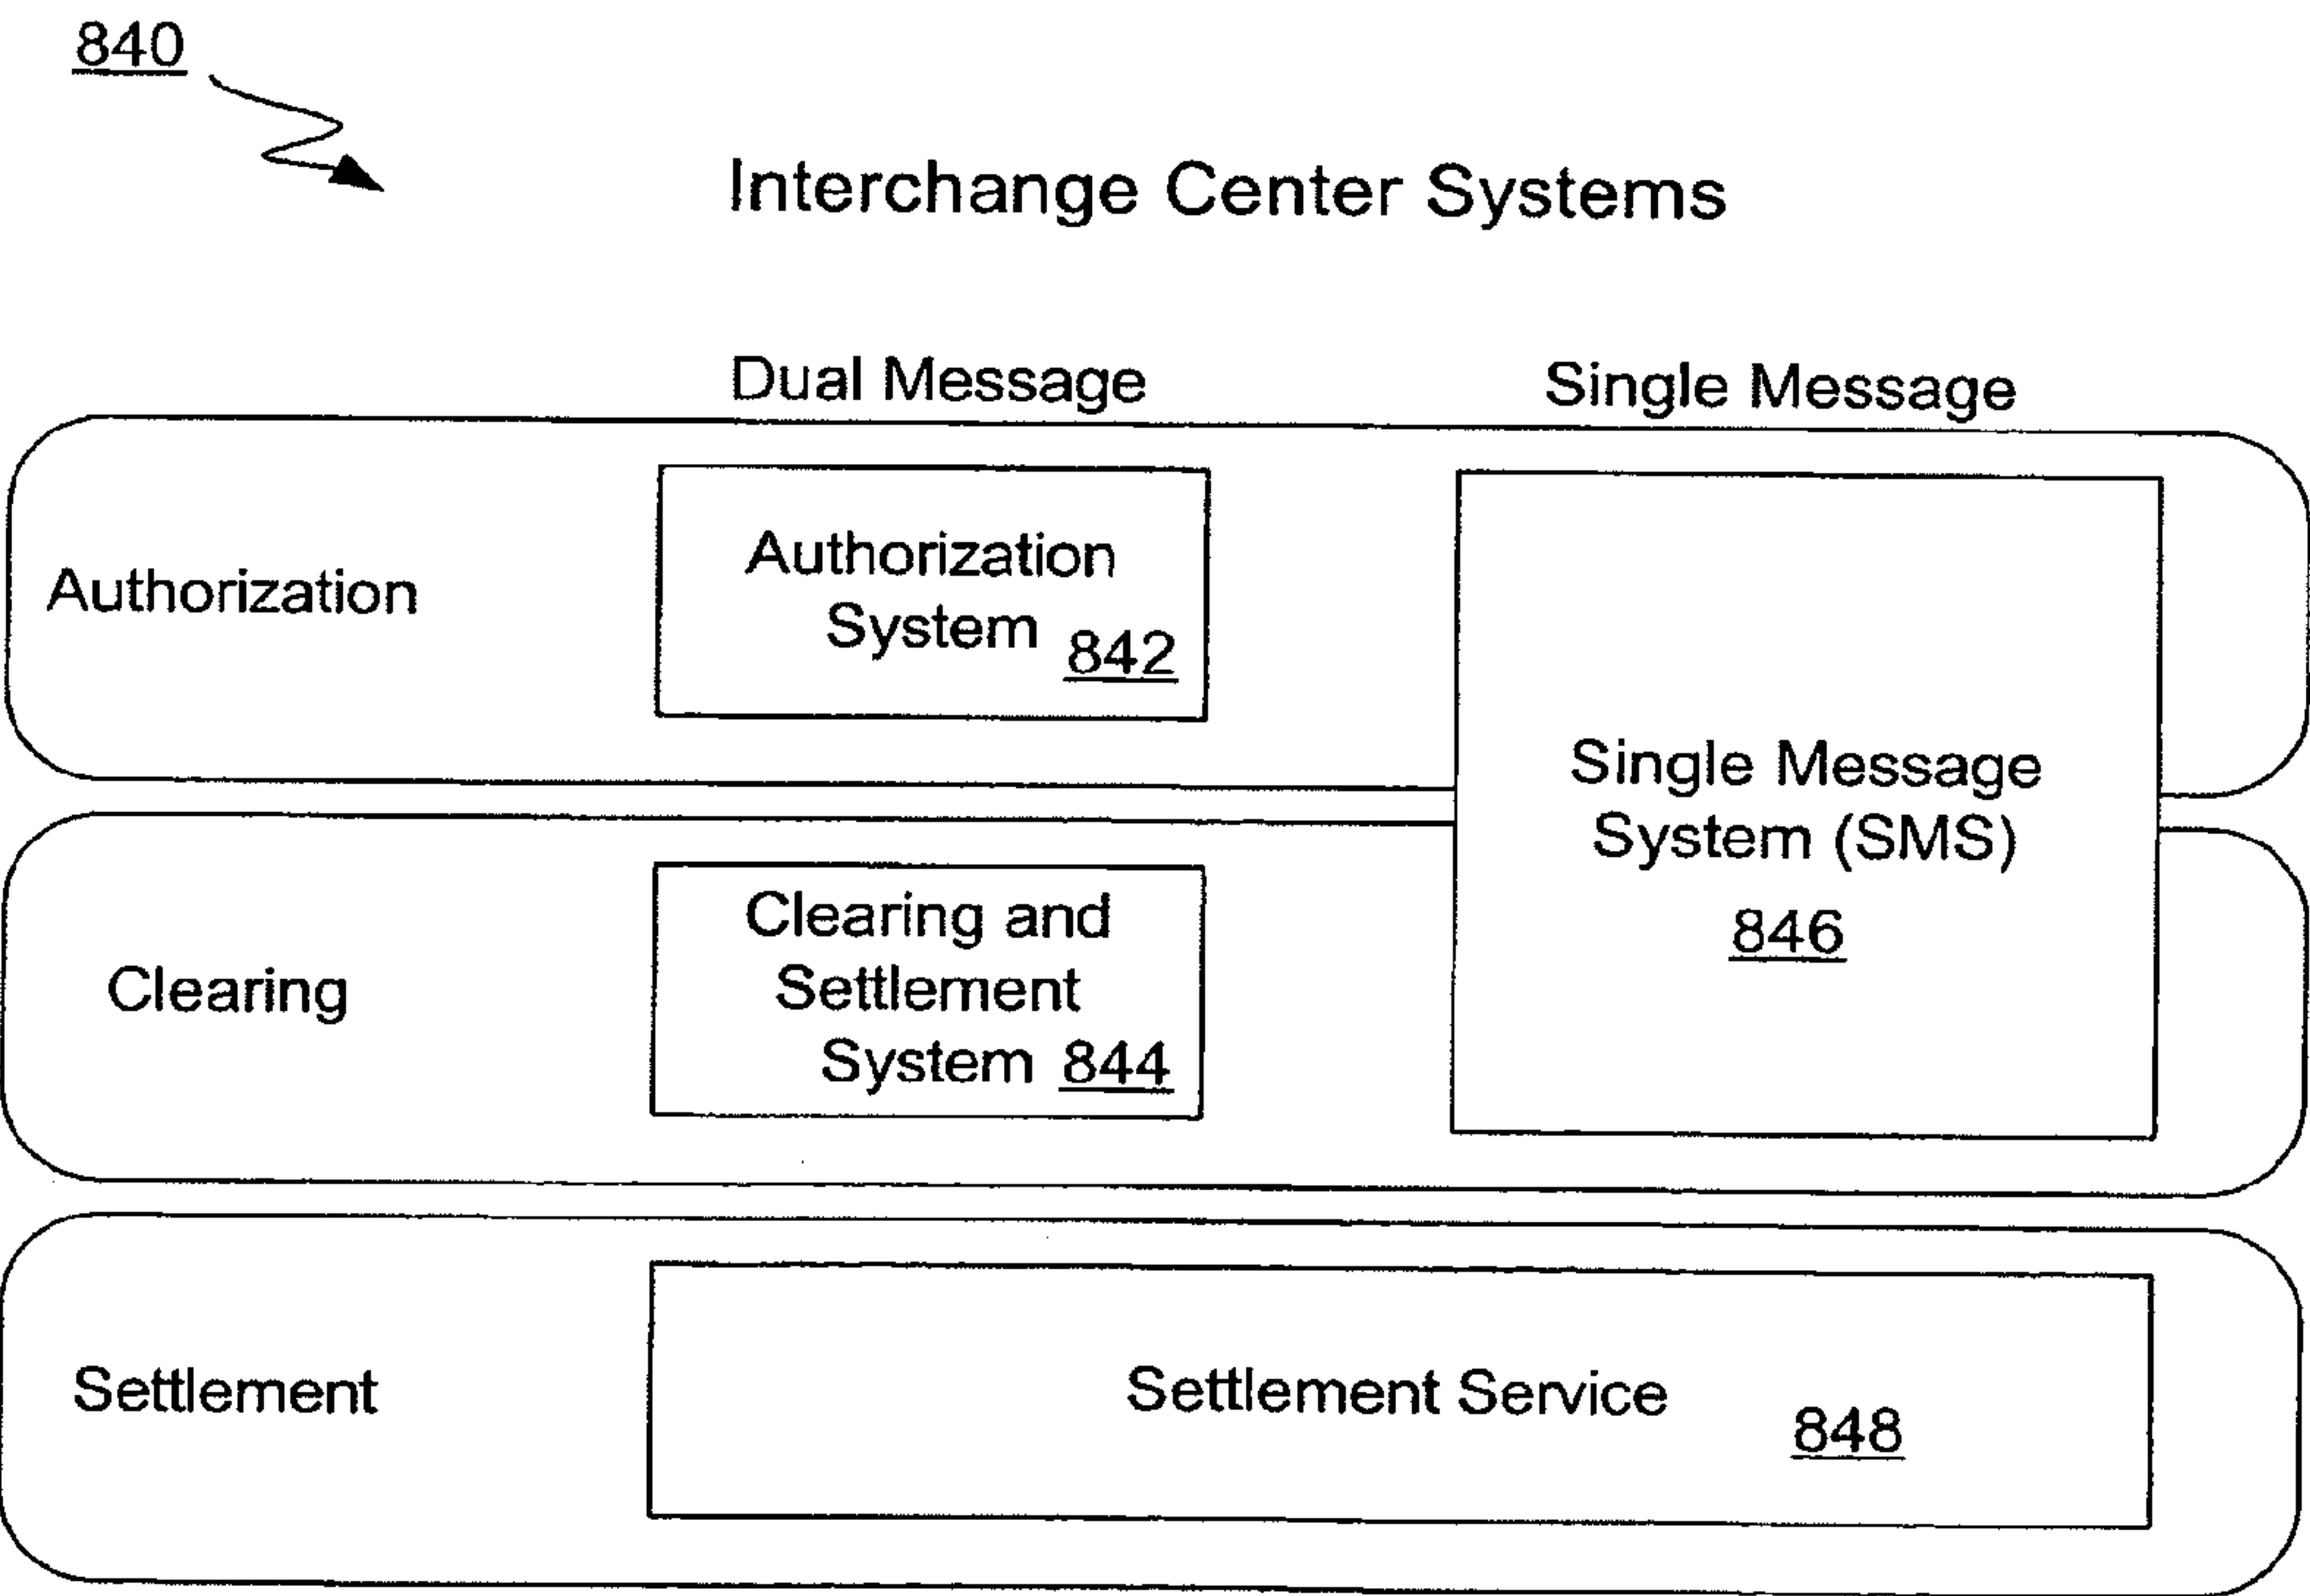 840
Interchange Center Systems
Dual Message
Single Message
Authorization
Authorization
System 842
Single Message
System (SMS)
846
Clearing
Clearing and
Settlement
System 844
Settlement
Settlement Service
848